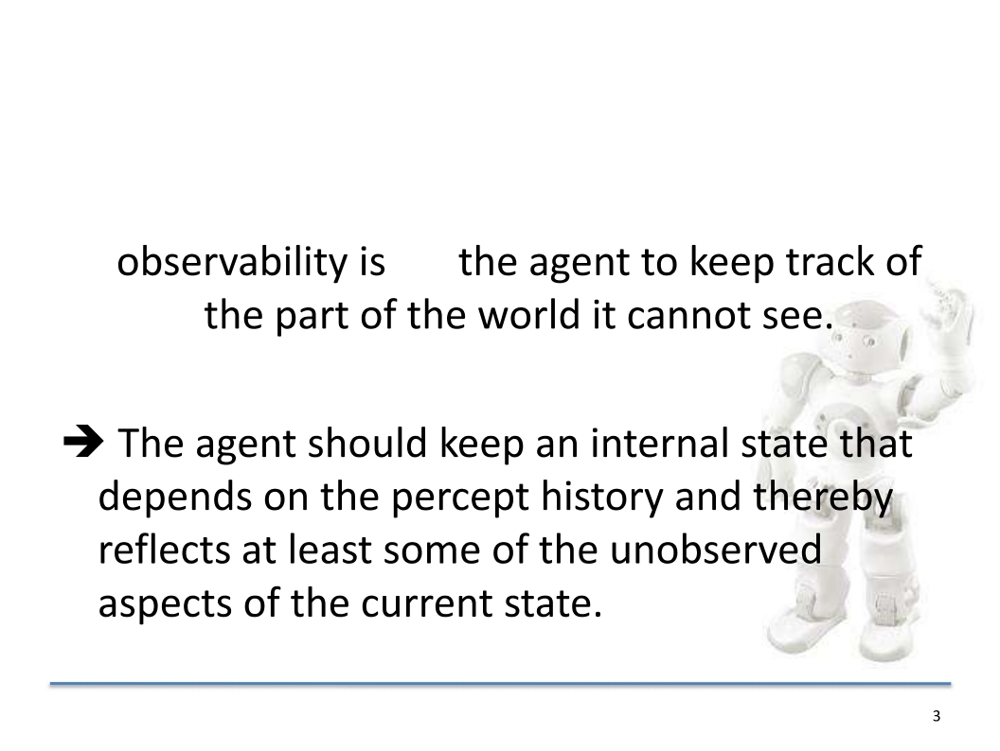 observability is the agent to keep track of
the part of the world it cannot see.
➔ The agent should keep an internal state that
depends on the percept history and thereby
reflects at least some of the unobserved
aspects of the current state.
3